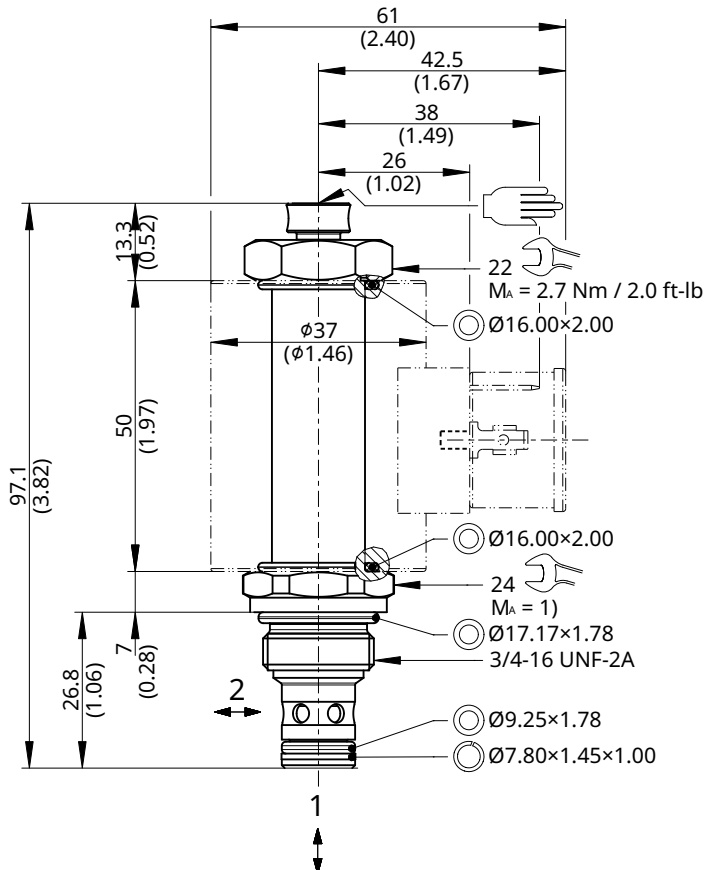 61
(2.40)
42.5
(1.67)
38
(1.49)
26
(1.02)
13.3
(0.52)
22
MA = 2.7 Nm / 2.0 ft-lb
Ø16.00×2.00
ø37
(ø1.46)
50
(1.97)
97.1
(3.82)
Ø16.00×2.00
24
MA = 1)
Ø17.17×1.78
3/4-16 UNF-2A
7
(0.28)
26.8
(1.06)
2
Ø9.25×1.78
Ø7.80×1.45×1.00
1